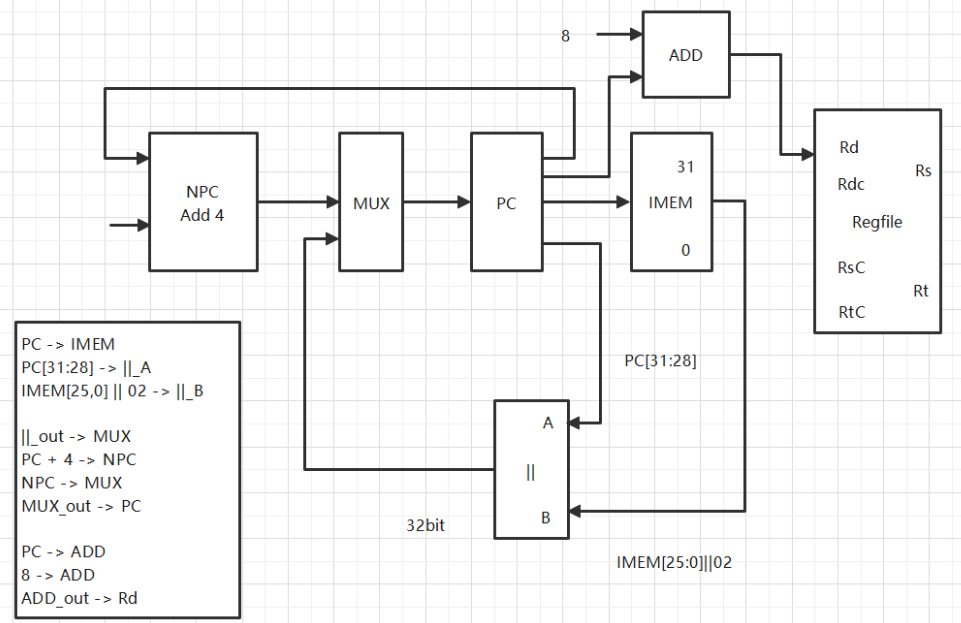 8
ADD
NPC
Add 4
MUX
PC
31
IMEM
0
Rd
Rs
Rdc
Regfile
RsC
Rt
RtC
PC -> IMEM
PC[31:28] -> ||_A
IMEM[25,0] || 02 -> ||_B
||_out -> MUX
PC + 4 -> NPC
NPC -> MUX
MUX_out -> PC
PC -> ADD
8 -> ADD
ADD_out -> Rd
PC[31:28]
A
||
B
32bit
IMEM[25:0]||02